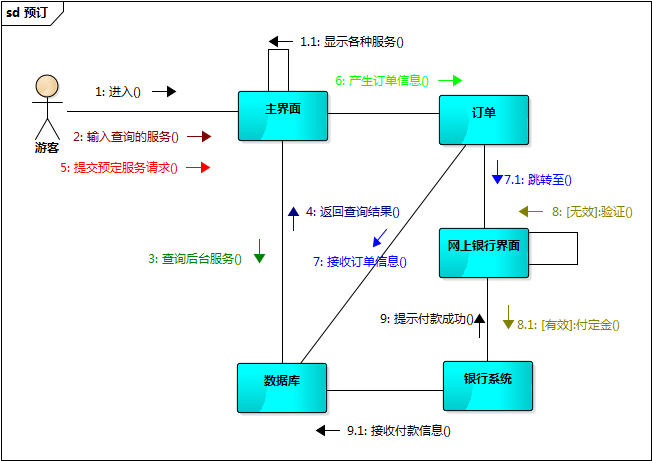 sd 预订
1.1: 显示各种服务()
6: 产生订单信息()
1: 进入()
主界面
订单
2: 输入查询的服务()
游客
5: 提交预定服务请求()
7.1: 跳转至()
4: 返回查询结果()
8: [无效]:验证()
网上银行界面
3: 查询后台服务()
7: 接收订单信息()
9: 提示付款成功()
8.1: [有效]:付定金()
数据库
银行系统
9.1: 接收付款信息()